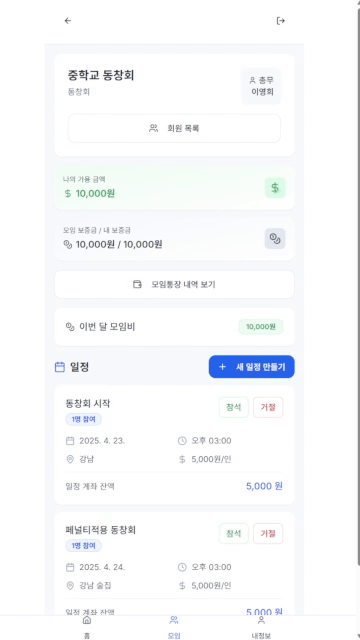 중학교 동창회
동창회
총무
이영희
회원 목록
나의 가용 금액
$ 10,000원
$
모임 보증금 / 내 보증금
10,000원 / 10,000원
모임통장 내역 보기
이번 달 모임비
10,000원
일정
+ 새 일정 만들기
동창회 시작
참석
거절
1명 참여
2025. 4. 23.
오후 03:00
강남
$ 5,000원/인
일정 계좌 잔액
5,000 원
페널티적용 동창회
참석
거절
1명 참여
2025. 4. 24.
오후 03:00
강남 술집
$ 5,000원/인
일정 계좌 잔액
5,000 원
홈
모임
내정보